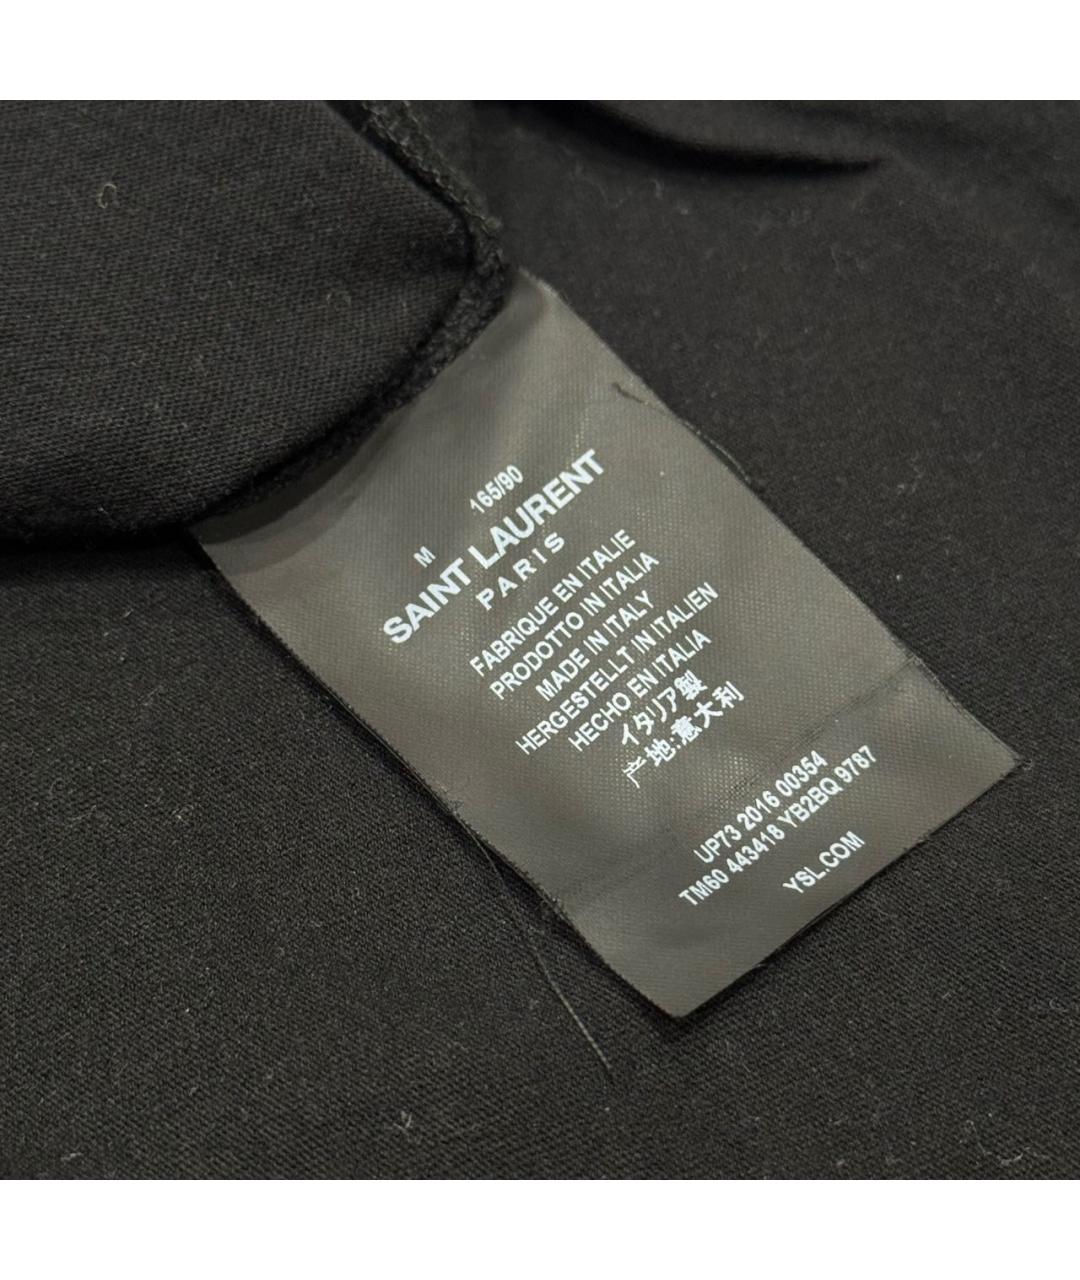 M 165/90
SAINT LAURENT
PARIS
FABRIQUE EN ITALIE
PRODOTTO IN ITALIA
MADE IN ITALY
HERGESTELLT IN ITALIEN
HECHO EN ITALIA
イタリア製
产地:意大利
UP73 2016 00354
TM60 443418 YB2BQ 9787
YSL.COM